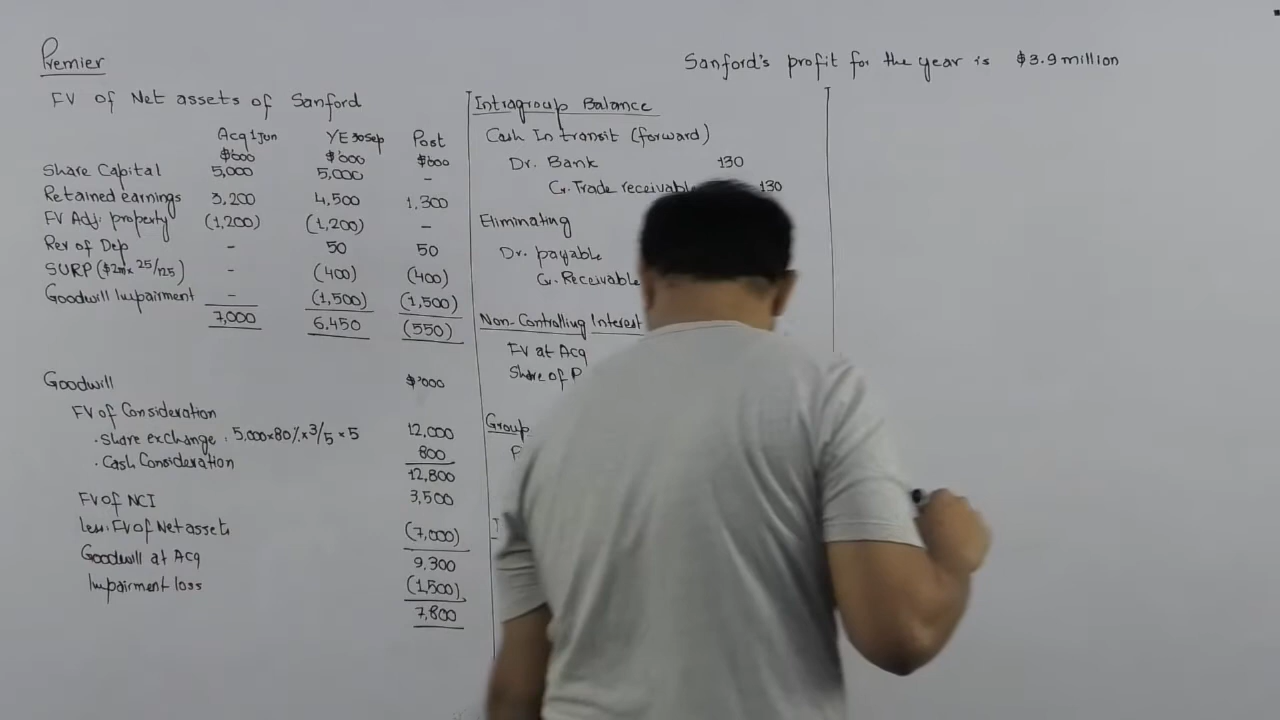 Premier
Sanford's profit for the year is $3.9 million
FV of Net assets of Sanford
Acq 1 Jun YE 30 Sep Post
$'000 $'000 $'000
Share Capital 5,000 5,000 -
Retained earnings 3,200 4,500 1,300
FV Adj. property (1,200) (1,200) -
Rev of Dep - 50 50
SURP ($2m x 25/125) - (400) (400)
Goodwill Impairment - (1,500) (1,500)
7,000 6,450 (550)
Goodwill $'000
FV of Consideration
. Share exchange : 5,000 x 80% x 3/5 x 5 12,000
. Cash Consideration 800
12,800
FV of NCI 3,500
less: FV of Net assets (7,000)
Goodwill at Acq 9,300
Impairment loss (1,500)
7,800
Intragroup Balance
Cash In transit (forward)
Dr. Bank 130
Cr. Trade receivable 130
Eliminating
Dr. payable
Cr. Receivable
Non-Controlling Interest
FV at Acq
Share of P
Group